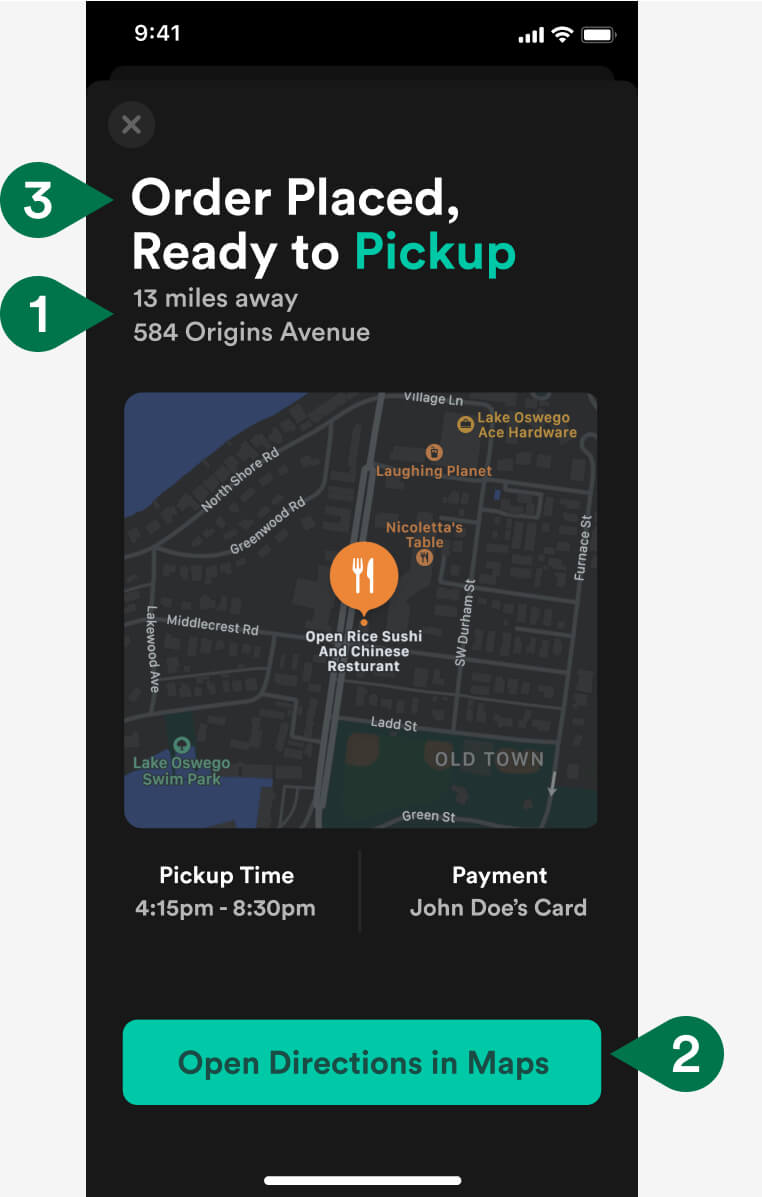 9:41
3
Order Placed,
Ready to Pickup
1
13 miles away
584 Origins Avenue
Village Ln
Lake Oswego
Ace Hardware
Laughing Planet
North Shore Rd
Greenwood Rd
Nicoletta's
Table
Furnace St
SW Durham St
Lakewood Ave
Middlecrest Rd
Open Rice Sushi
And Chinese
Resturant
Ladd St
OLD TOWN
Lake Oswego
Swim Park
Green St
Pickup Time
4:15pm - 8:30pm
Payment
John Doe’s Card
Open Directions in Maps
2